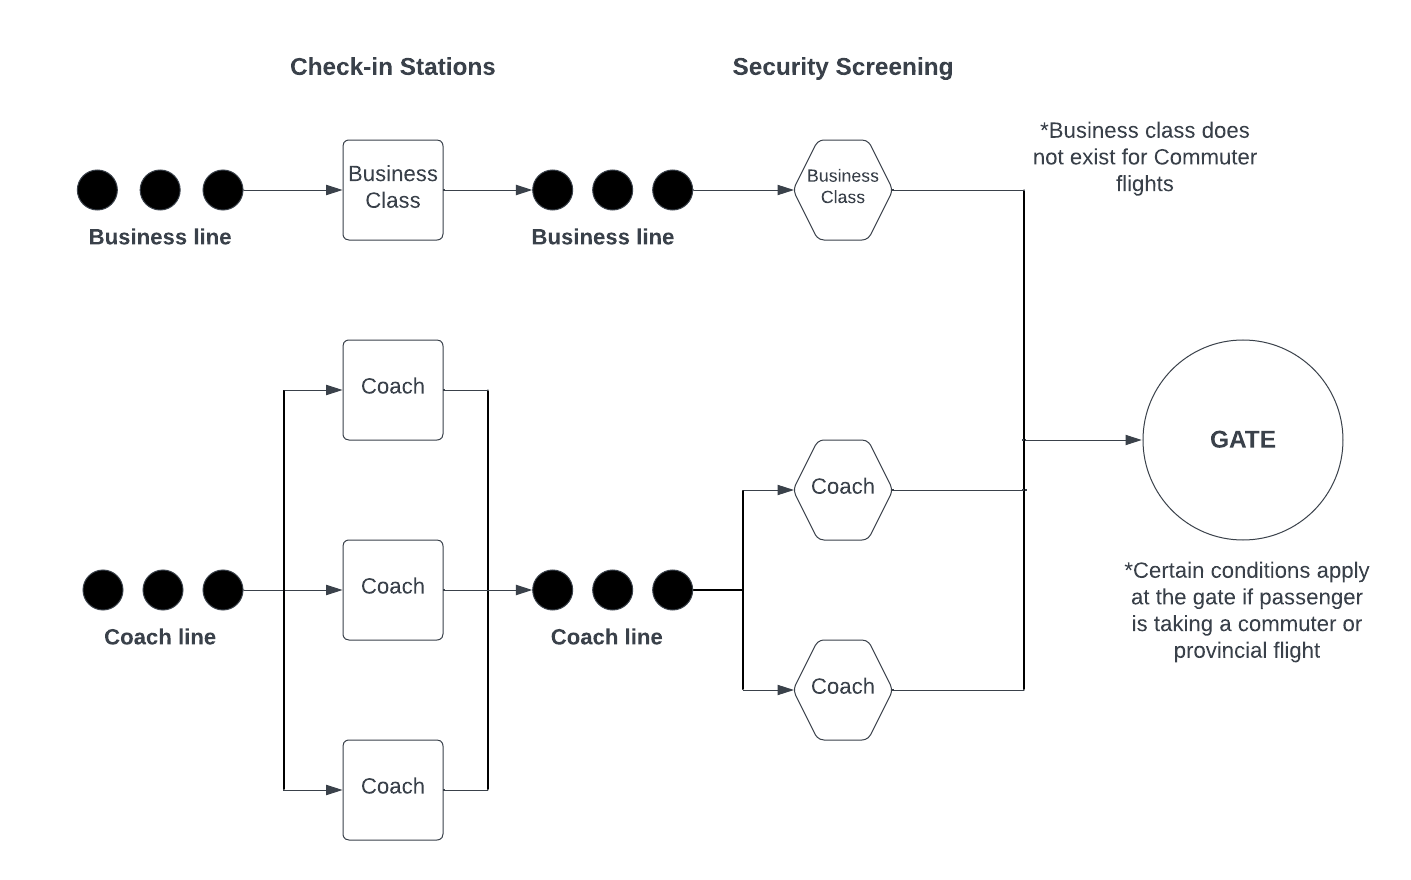 Check-in Stations
Security Screening
*Business class does
not exist for Commuter
flights
Business
Class
Business
Class
Business line
Business line
Coach
GATE
Coach
*Certain conditions apply
at the gate if passenger
is taking a commuter or
provincial flight
Coach
Coach line
Coach line
Coach
Coach